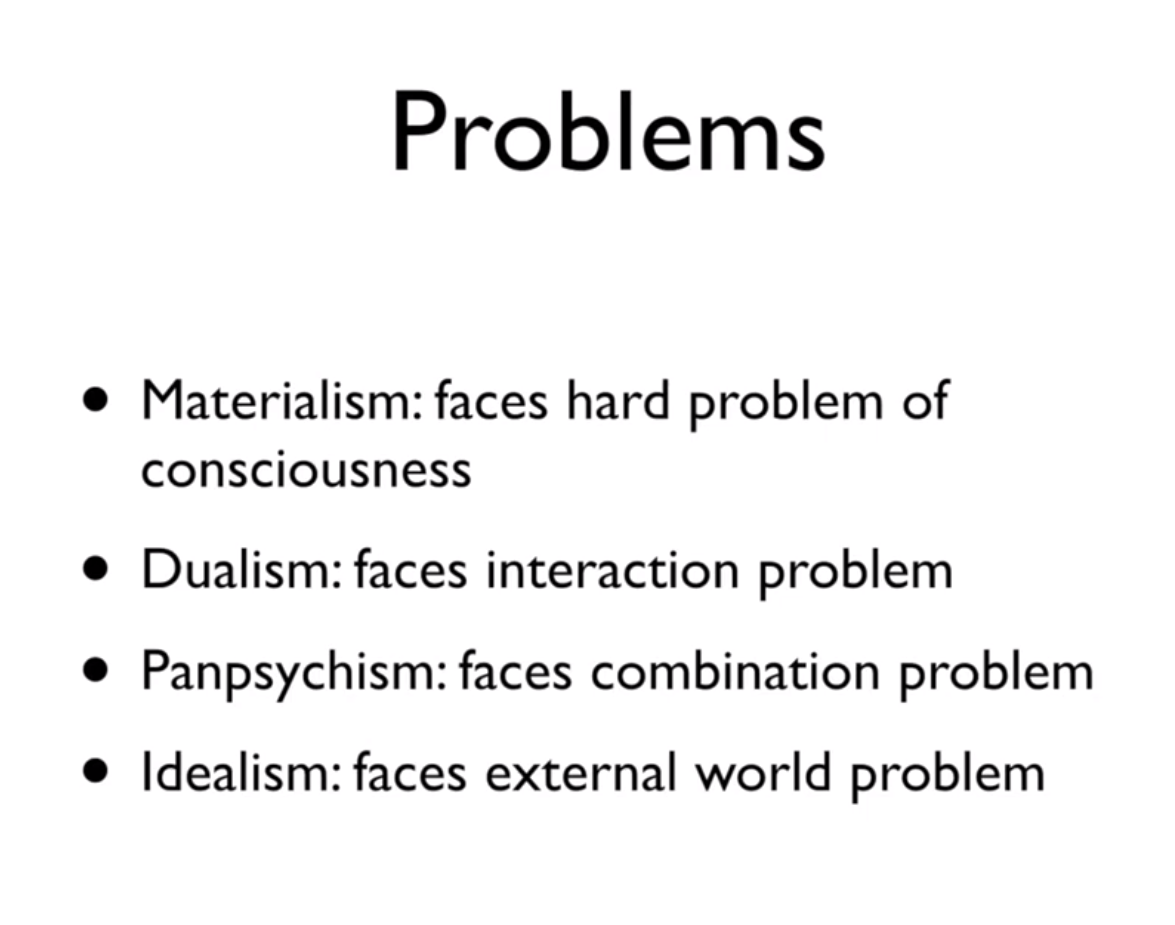 Problems
• Materialism: faces hard problem of
consciousness
• Dualism: faces interaction problem
• Panpsychism: faces combination problem
• Idealism: faces external world problem